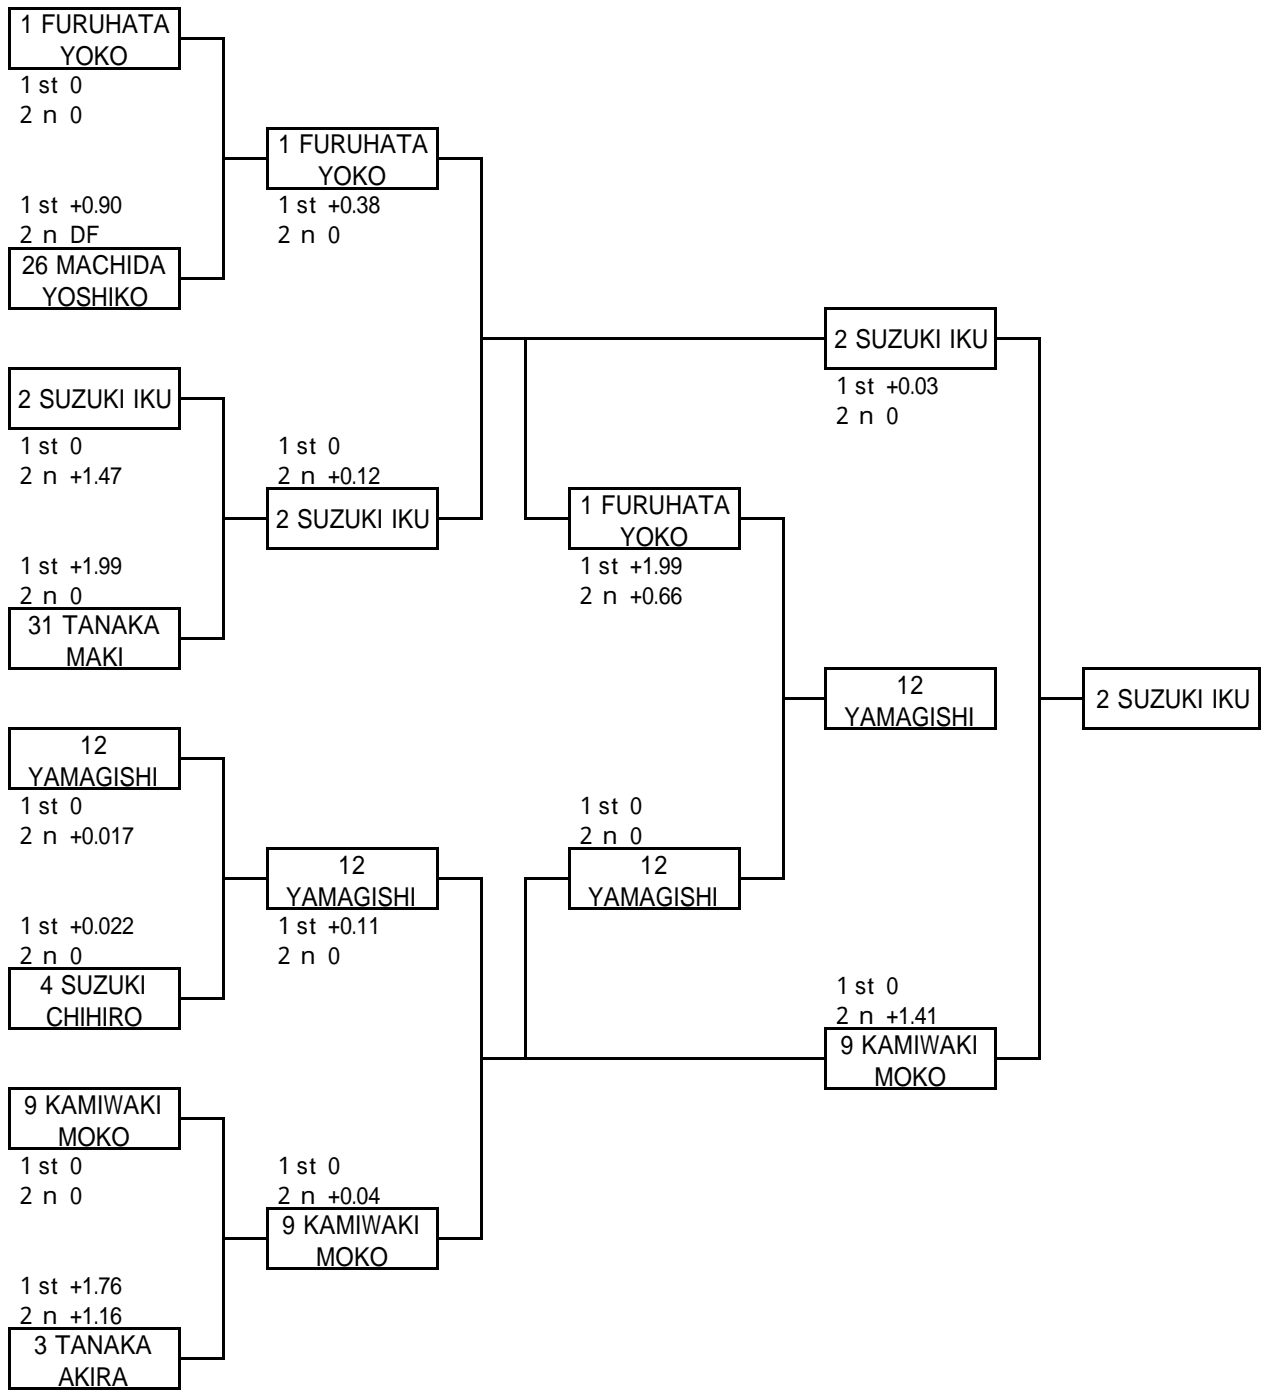 1 FURUHATA
YOKO
1 st 0
2 n 0
1 st +0.90
2 n DF
26 MACHIDA
YOSHIKO
2 SUZUKI IKU
1 st 0
2 n +1.47
1 st +1.99
2 n 0
31 TANAKA
MAKI
12
YAMAGISHI
1 st 0
2 n +0.017
1 st +0.022
2 n 0
4 SUZUKI
CHIHIRO
9 KAMIWAKI
MOKO
1 st 0
2 n 0
1 st +1.76
2 n +1.16
3 TANAKA
AKIRA
1 FURUHATA
YOKO
1 st +0.38
2 n 0
1 st 0
2 n +0.12
2 SUZUKI IKU
12
YAMAGISHI
1 st +0.11
2 n 0
1 st 0
2 n +0.04
9 KAMIWAKI
MOKO
1 FURUHATA
YOKO
1 st +1.99
2 n +0.66
1 st 0
2 n 0
12
YAMAGISHI
2 SUZUKI IKU
1 st +0.03
2 n 0
12
YAMAGISHI
1 st 0
2 n +1.41
9 KAMIWAKI
MOKO
2 SUZUKI IKU